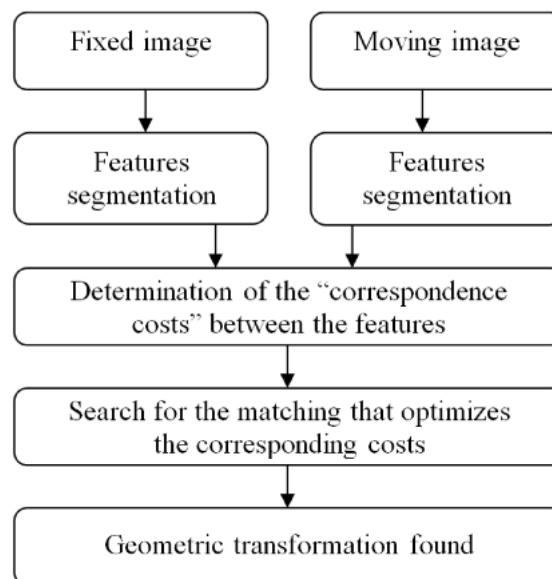 Fixed image
Moving image
Features
segmentation
Features
segmentation
Determination of the “correspondence
costs” between the features
Search for the matching that optimizes
the corresponding costs
Geometric transformation found